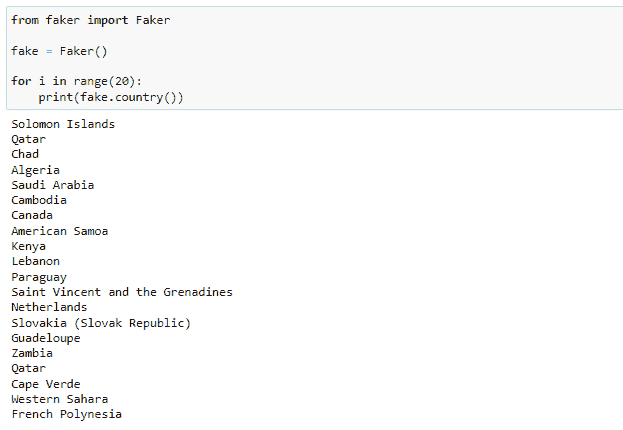 from faker import Faker
fake = Faker()
for i in range(20):
    print(fake.country())
Solomon Islands
Qatar
Chad
Algeria
Saudi Arabia
Cambodia
Canada
American Samoa
Kenya
Lebanon
Paraguay
Saint Vincent and the Grenadines
Netherlands
Slovakia (Slovak Republic)
Guadeloupe
Zambia
Qatar
Cape Verde
Western Sahara
French Polynesia